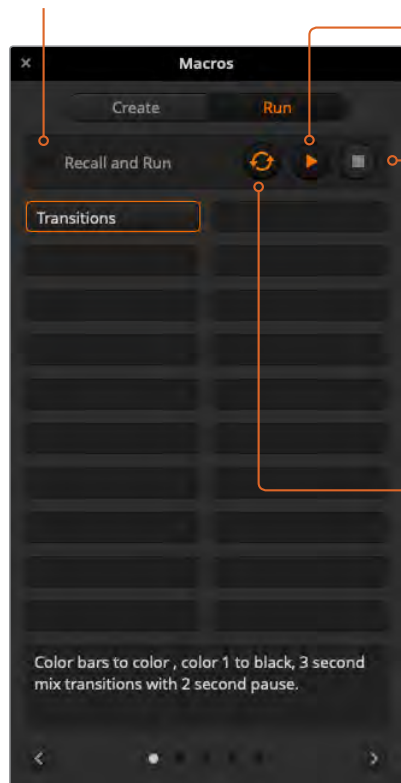 Macros
Create Run
Recall and Run
Transitions
Color bars to color , color 1 to black, 3 second
mix transitions with 2 second pause.